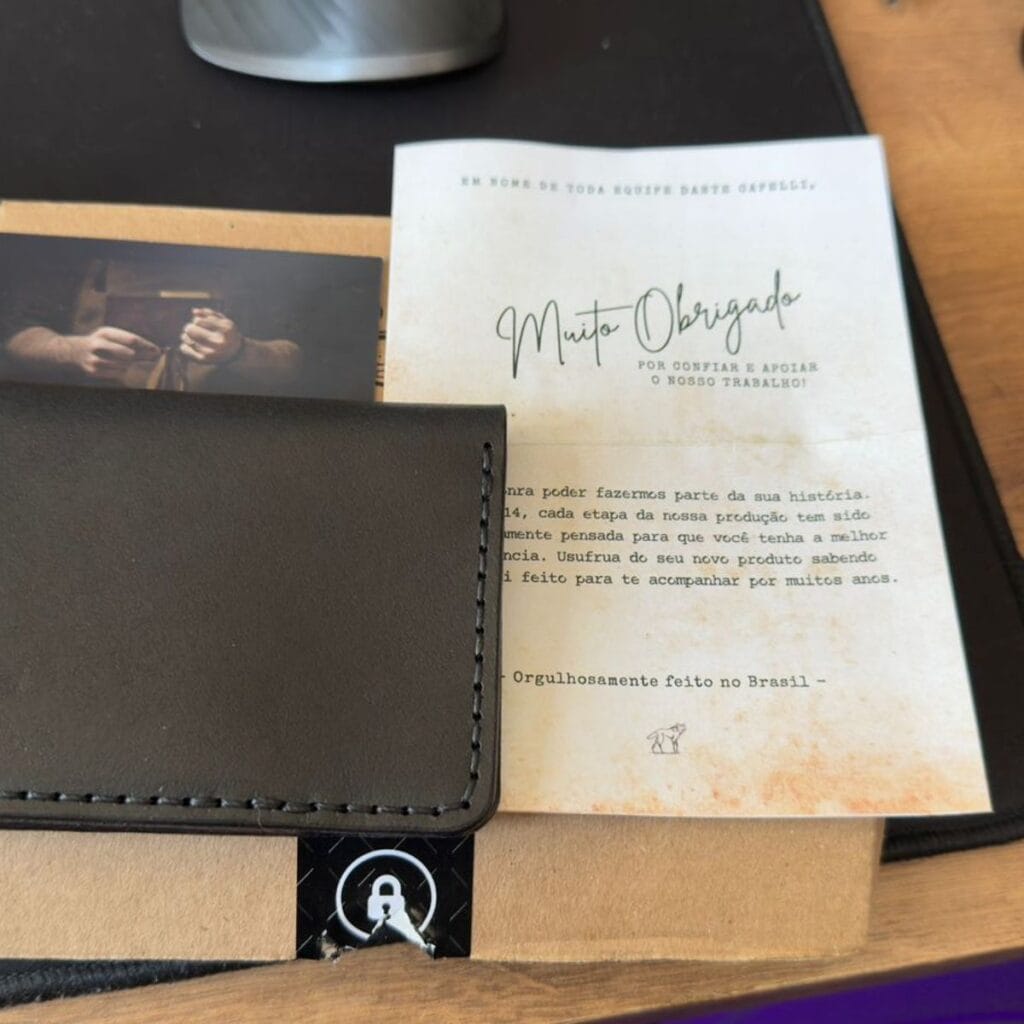 EM NOME DE TODA EQUIPE DANTE CAPELLI,
Muito Obrigado
POR CONFIAR E APOIAR
O NOSSO TRABALHO!
nra poder fazermos parte da sua história.
14, cada etapa da nossa produção tem sido
amente pensada para que você tenha a melhor
ncia. Usufrua do seu novo produto sabendo
i feito para te acompanhar por muitos anos.
- Orgulhosamente feito no Brasil -